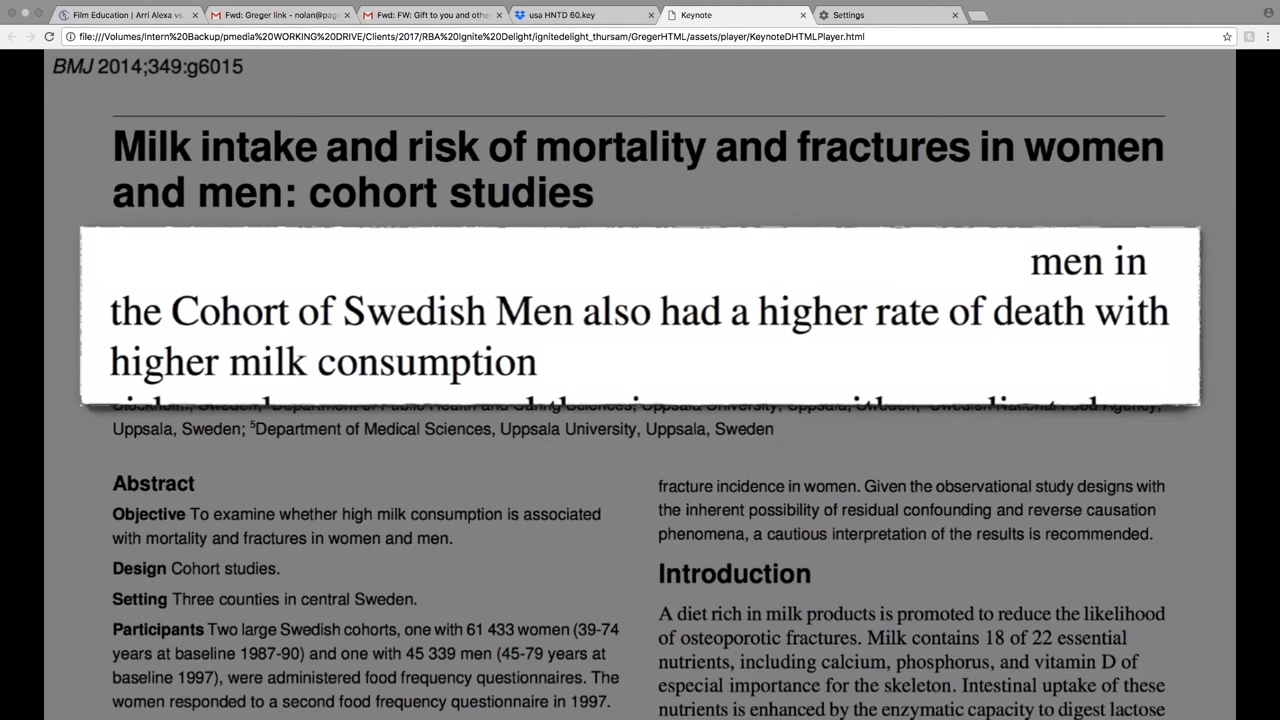 Film Education | Arri Alexa vs.
Fwd: Greger link - nolan@pag
Fwd: FW: Gift to you and othe
usa HNTD 60.key
Keynote
Settings
file:///Volumes/Intern%20Backup/pmedia%20WORKING%20DRIVE/Clients/2017/RBA%20Ignite%20Delight/ignitedelight_thursam/GregerHTML/assets/player/KeynoteDHTMLPlayer.html
BMJ 2014;349:g6015
Milk intake and risk of mortality and fractures in women
and men: cohort studies
men in
the Cohort of Swedish Men also had a higher rate of death with
higher milk consumption
Uppsala, Sweden; ⁵Department of Medical Sciences, Uppsala University, Uppsala, Sweden
Abstract
Objective To examine whether high milk consumption is associated
with mortality and fractures in women and men.
Design Cohort studies.
Setting Three counties in central Sweden.
Participants Two large Swedish cohorts, one with 61 433 women (39-74
years at baseline 1987-90) and one with 45 339 men (45-79 years at
baseline 1997), were administered food frequency questionnaires. The
women responded to a second food frequency questionnaire in 1997.
fracture incidence in women. Given the observational study designs with
the inherent possibility of residual confounding and reverse causation
phenomena, a cautious interpretation of the results is recommended.
Introduction
A diet rich in milk products is promoted to reduce the likelihood
of osteoporotic fractures. Milk contains 18 of 22 essential
nutrients, including calcium, phosphorus, and vitamin D of
especial importance for the skeleton. Intestinal uptake of these
nutrients is enhanced by the enzymatic capacity to digest lactose